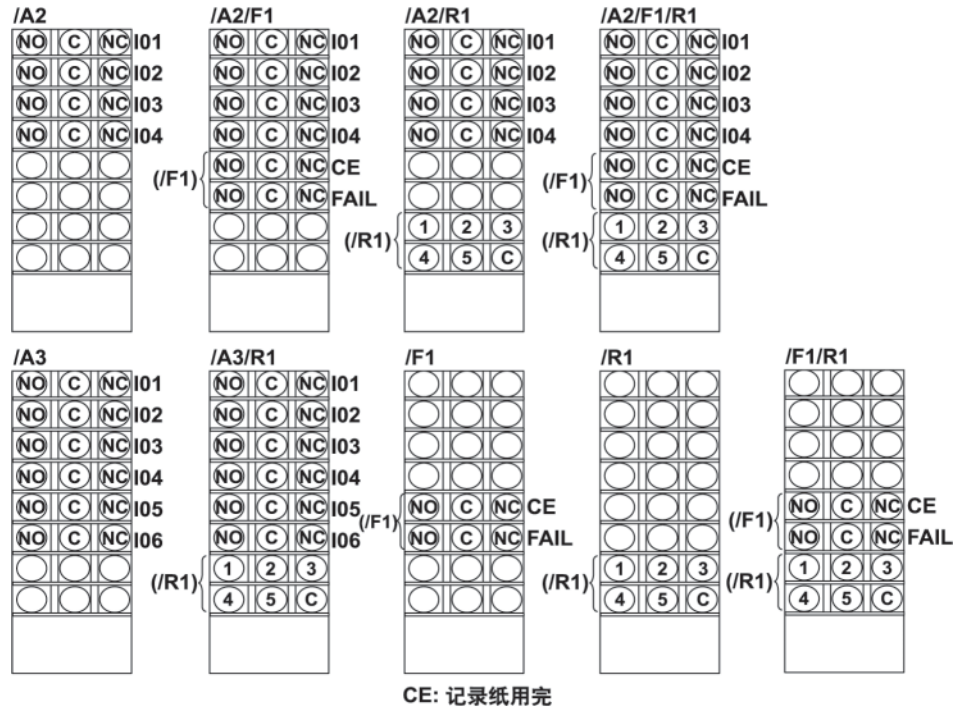 /A2 /A2/F1 /A2/R1 /A2/F1/R1
NO C NC I01 NO C NC I01 NO C NC I01 NO C NC I01
NO C NC I02 NO C NC I02 NO C NC I02 NO C NC I02
NO C NC I03 NO C NC I03 NO C NC I03 NO C NC I03
NO C NC I04 NO C NC I04 NO C NC I04 NO C NC I04
(/F1) NO C NC CE (/F1) NO C NC CE
NO C NC FAIL NO C NC FAIL
(/R1) 1 2 3 (/R1) 1 2 3
4 5 C 4 5 C
/A3 /A3/R1 /F1 /R1 /F1/R1
NO C NC I01 NO C NC I01
NO C NC I02 NO C NC I02
NO C NC I03 NO C NC I03
NO C NC I04 NO C NC I04
NO C NC I05 NO C NC I05 (/F1) NO C NC CE (/F1) NO C NC CE
NO C NC I06 NO C NC I06 NO C NC FAIL NO C NC FAIL
(/R1) 1 2 3 (/R1) 1 2 3 (/R1) 1 2 3
4 5 C 4 5 C 4 5 C
CE: 记录纸用完